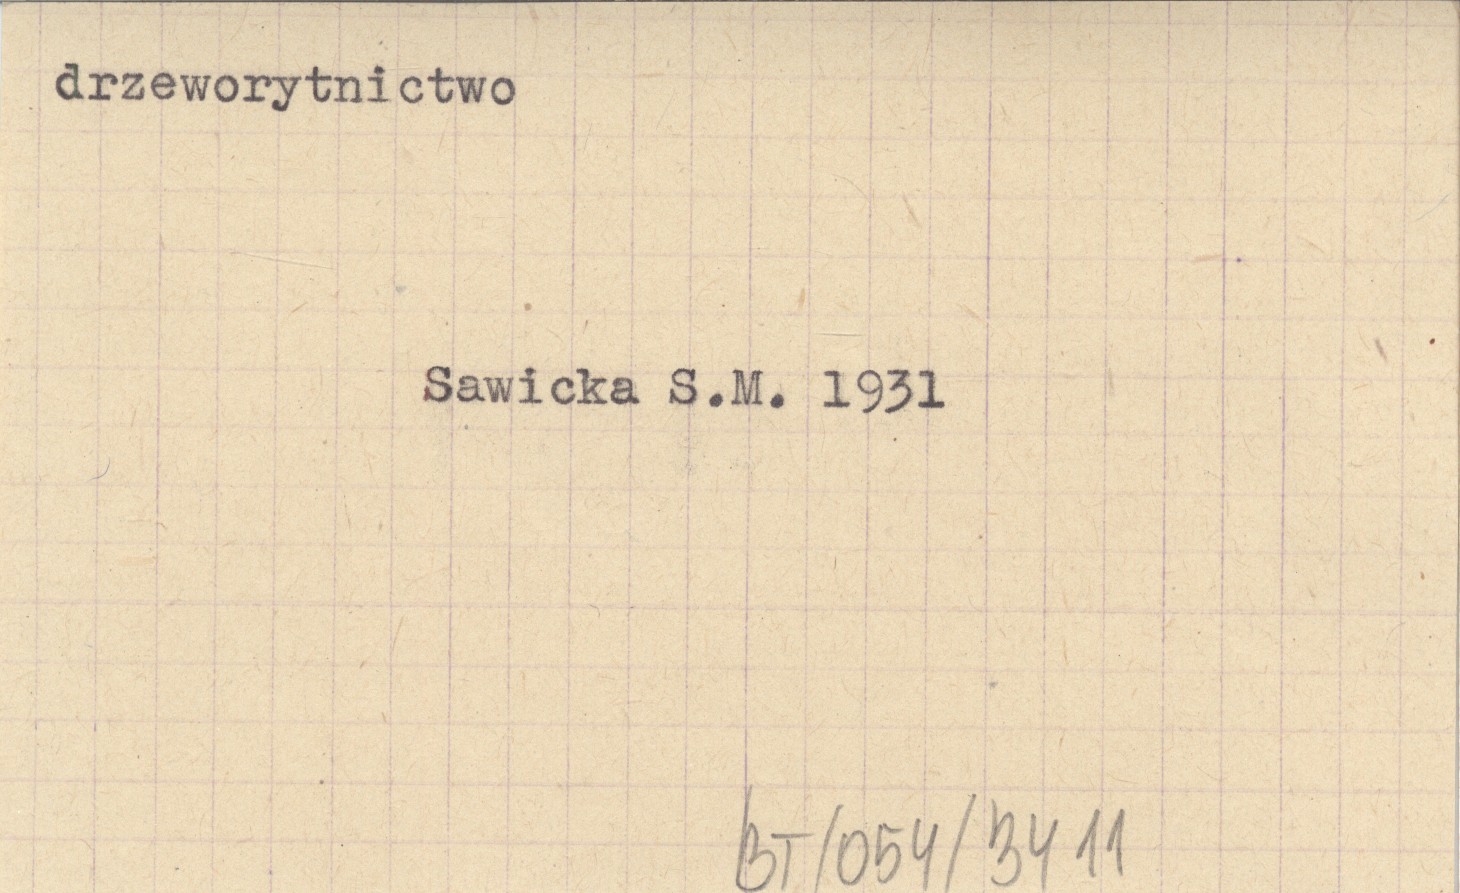 drzeworytnictwo
Sawicka S.M. 1931
BT/054/3411